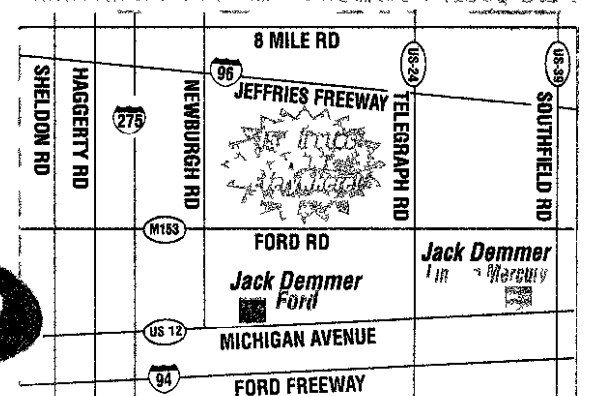 8 MILE RD
US-24
US-39
96
JEFFRIES FREEWAY
SHELDON RD
HAGGERTY RD
275
NEWBURGH RD
TELEGRAPH RD
SOUTHFIELD RD
M153
FORD RD
Jack Demmer
Ford
Jack Demmer
Mercury
US 12
MICHIGAN AVENUE
94
FORD FREEWAY